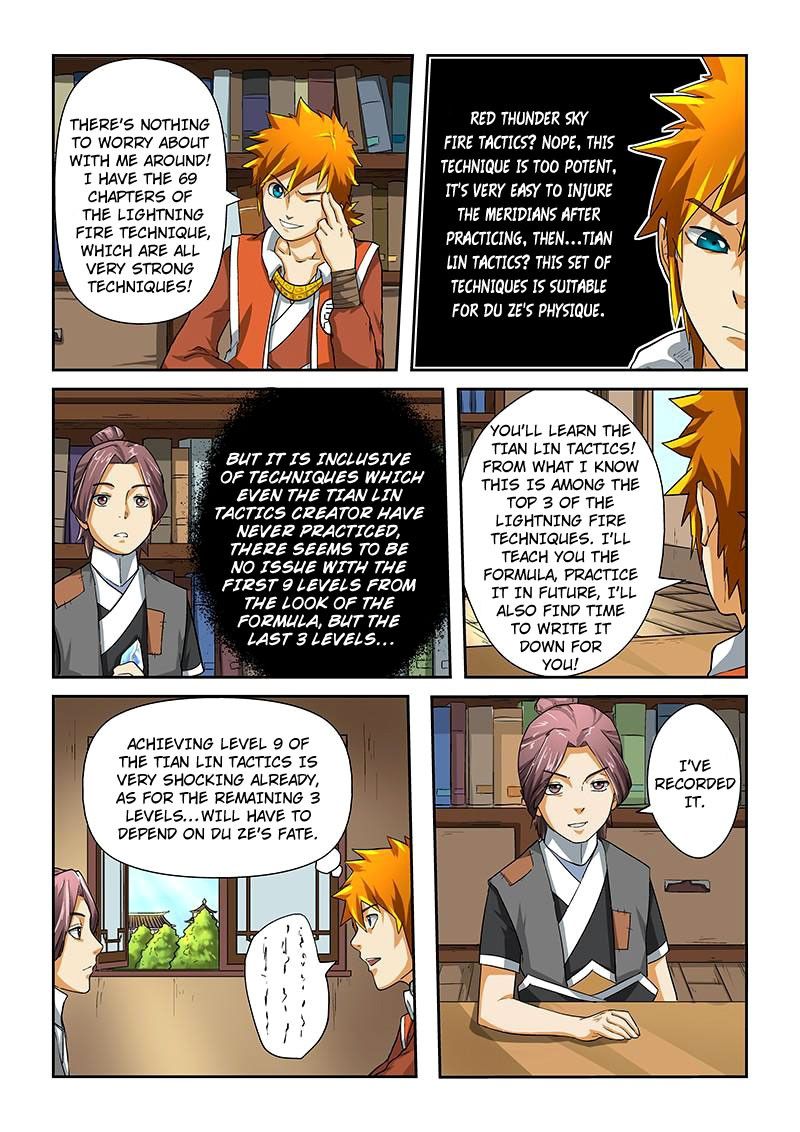 THERE'S NOTHING
TO WORRY ABOUT
WITH ME AROUND!
I HAVE THE 69
CHAPTERS OF
THE LIGHTNING
FIRE TECHNIQUE,
WHICH ARE ALL
VERY STRONG
TECHNIQUES!
RED THUNDER SKY
FIRE TACTICS? NOPE, THIS
TECHNIQUE IS TOO POTENT,
IT'S VERY EASY TO INJURE
THE MERIDIANS AFTER
PRACTICING, THEN...TIAN
LIN TACTICS? THIS SET OF
TECHNIQUES IS SUITABLE
FOR DU ZE'S PHYSIQUE.
BUT IT IS INCLUSIVE
OF TECHNIQUES WHICH
EVEN THE TIAN LIN
TACTICS CREATOR HAVE
NEVER PRACTICED,
THERE SEEMS TO BE
NO ISSUE WITH THE
FIRST 9 LEVELS FROM
THE LOOK OF THE
FORMULA, BUT THE
LAST 3 LEVELS...
YOU'LL LEARN THE
TIAN LIN TACTICS!
FROM WHAT I KNOW
THIS IS AMONG THE
TOP 3 OF THE
LIGHTNING FIRE
TECHNIQUES. I'LL
TEACH YOU THE
FORMULA, PRACTICE
IT IN FUTURE, I'LL
ALSO FIND TIME
TO WRITE IT
DOWN FOR
YOU!
ACHIEVING LEVEL 9 OF
THE TIAN LIN TACTICS IS
VERY SHOCKING ALREADY,
AS FOR THE REMAINING 3
LEVELS...WILL HAVE TO
DEPEND ON DU ZE'S FATE.
I'VE
RECORDED
IT.